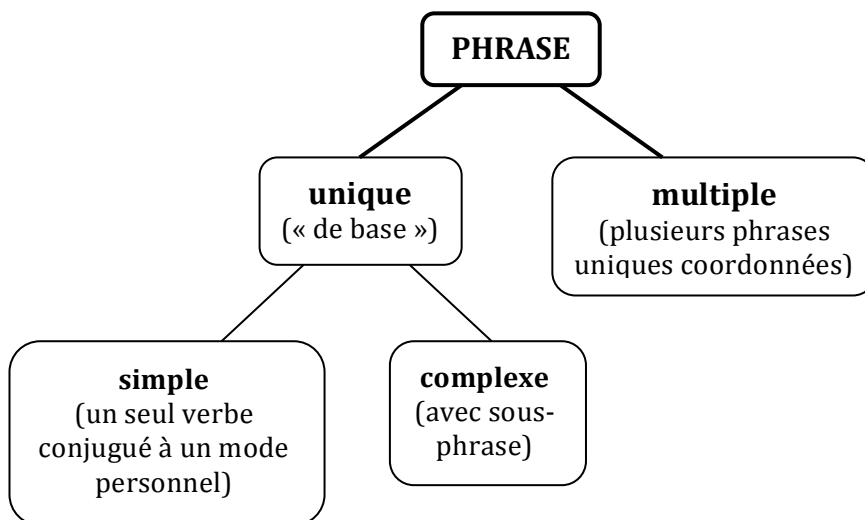 PHRASE
unique
(« de base »)
multiple
(plusieurs phrases
uniques coordonnées)
simple
(un seul verbe
conjugué à un mode
personnel)
complexe
(avec sous-
phrase)